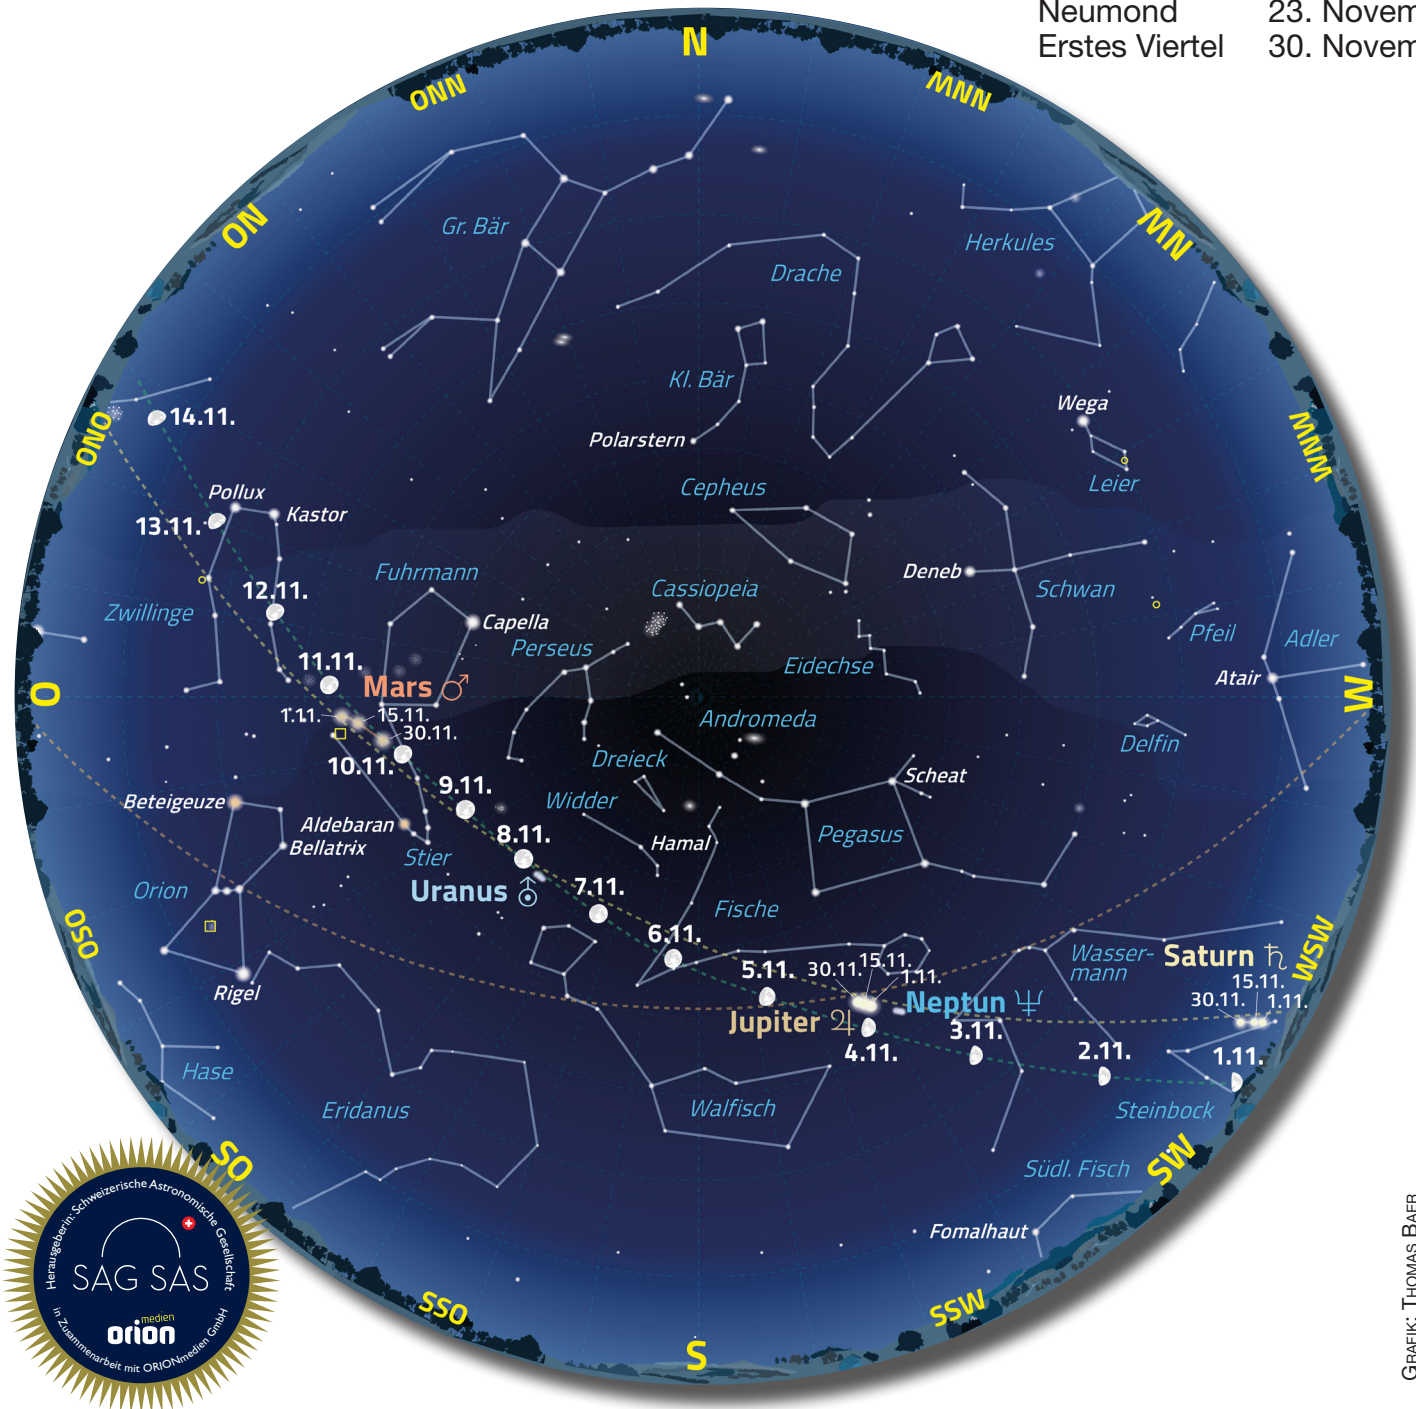 Neumond 23. Novem
Erstes Viertel 30. Novem
N
NNO
NNW
NO
NW
Gr. Bär
Herkules
Drache
Kl. Bär
Wega
14.11.
ONO
WNW
Polarstern
Leier
Cepheus
Pollux
Kastor
13.11.
Fuhrmann
Deneb
Cassiopeia
Schwan
12.11.
Zwillinge
Capella
Pfeil
Adler
Perseus
Eidechse
11.11.
Mars ♂
Atair
O
W
1.11.
15.11.
30.11.
Andromeda
Delfin
10.11.
Dreieck
Scheat
9.11.
Widder
Beteigeuze
Aldebaran
8.11.
Hamal
Pegasus
Bellatrix
Stier
Orion
Uranus ⛢
7.11.
Fische
OSO
6.11.
WSW
Wasser-
mann
Saturn ♄
5.11.
30.11.
15.11.
1.11.
15.11.
30.11.
1.11.
Rigel
Neptun ♆
Jupiter ♃
3.11.
4.11.
2.11.
1.11.
Hase
Eridanus
Walfisch
Steinbock
SO
SW
Südl. Fisch
Fomalhaut
SSO
SSW
S
Herausgeberin: Schweizerische Astronomische Gesellschaft
SAG SAS
medien
orion
in Zusammenarbeit mit ORIONmedien GmbH
Grafik: Thomas Baer